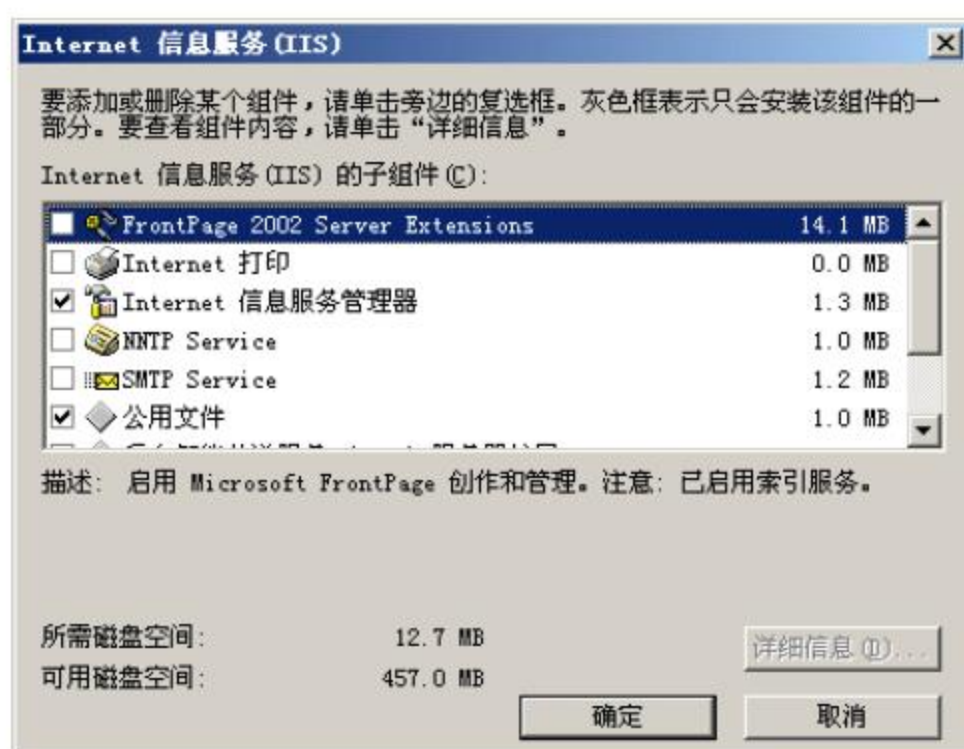 Internet 信息服务(IIS)
要添加或删除某个组件，请单击旁边的复选框。灰色框表示只会安装该组件的一
部分。要查看组件内容，请单击“详细信息”。
Internet 信息服务(IIS) 的子组件(C):
FrontPage 2002 Server Extensions 14.1 MB
Internet 打印 0.0 MB
Internet 信息服务管理器 1.3 MB
NNTP Service 1.0 MB
SMTP Service 1.2 MB
公用文件 1.0 MB
描述: 启用 Microsoft FrontPage 创作和管理。注意: 已启用索引服务。
所需磁盘空间: 12.7 MB
详细信息(D)...
可用磁盘空间: 457.0 MB
确定 取消